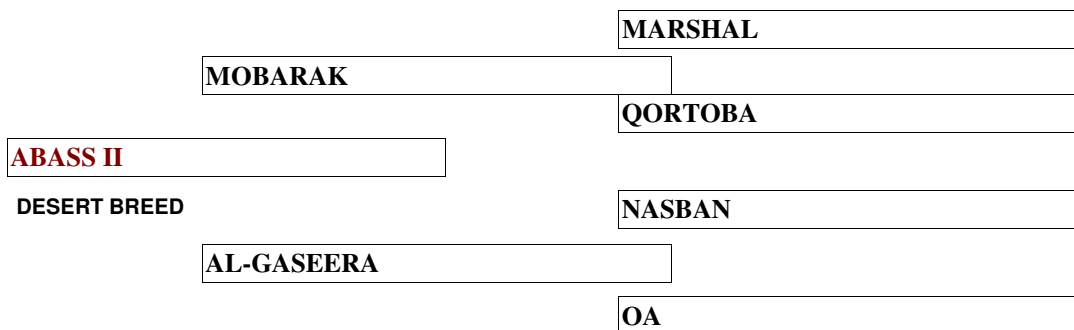 MARSHAL
MOBARAK
QORTOBA
ABASS II
DESERT BREED
NASBAN
AL-GASEERA
OA